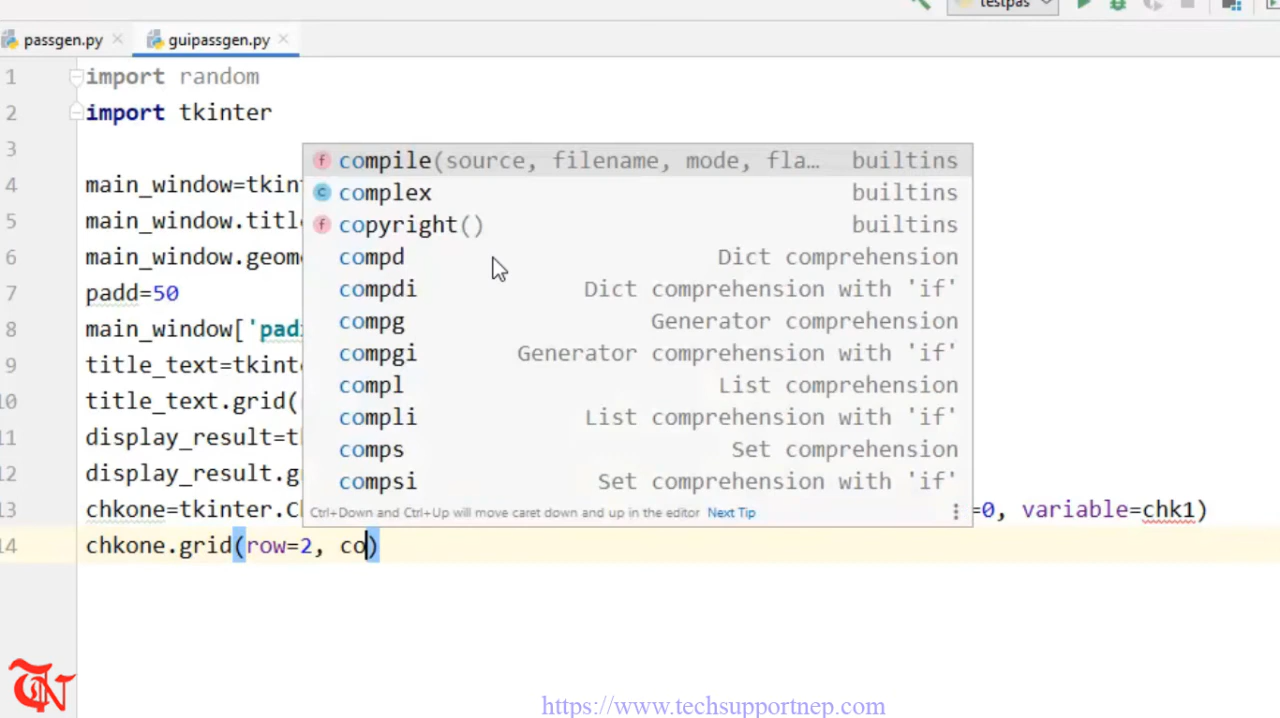 testpas
passgen.py
guipassgen.py
1 import random
2 import tkinter
3
4 main_window=tkint
5 main_window.titl
6 main_window.geom
7 padd=50
8 main_window['pad
9 title_text=tkint
10 title_text.grid(
11 display_result=t
12 display_result.g
13 chkone=tkinter.C =0, variable=chk1)
14 chkone.grid(row=2, co)
compile(source, filename, mode, fla… builtins
complex builtins
copyright() builtins
compd Dict comprehension
compdi Dict comprehension with 'if'
compg Generator comprehension
compgi Generator comprehension with 'if'
compl List comprehension
compli List comprehension with 'if'
comps Set comprehension
compsi Set comprehension with 'if'
Ctrl+Down and Ctrl+Up will move caret down and up in the editor Next Tip
TN
https://www.techsupportnep.com